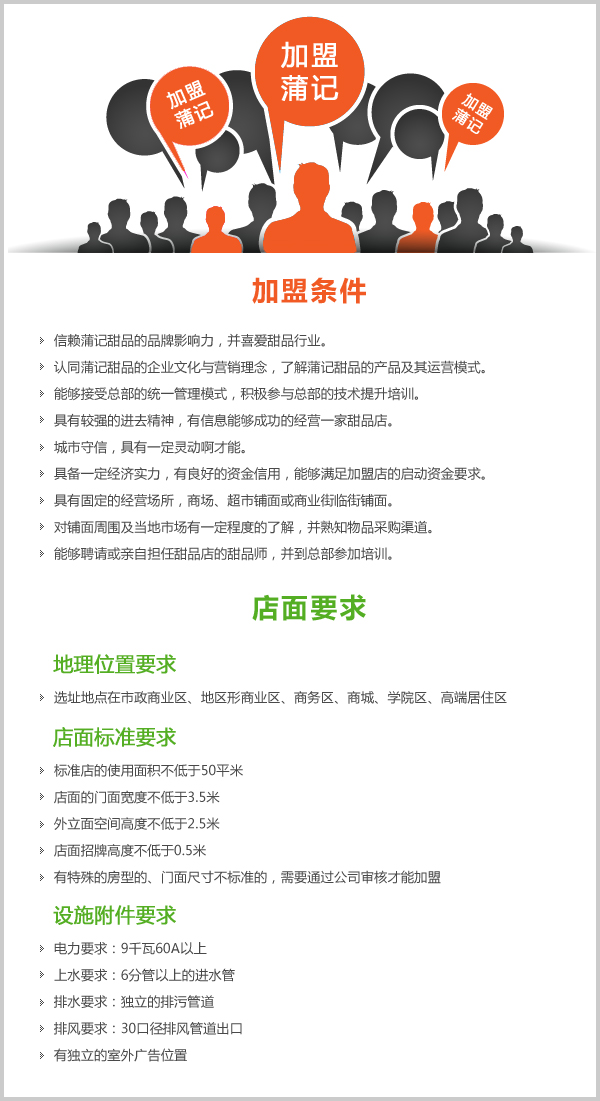 加盟
蒲记
加盟
蒲记
加盟
蒲记
加盟条件
信赖蒲记甜品的品牌影响力，并喜爱甜品行业。
认同蒲记甜品的企业文化与营销理念，了解蒲记甜品的产品及其运营模式。
能够接受总部的统一管理模式，积极参与总部的技术提升培训。
具有较强的进去精神，有信息能够成功的经营一家甜品店。
城市守信，具有一定灵动啊才能。
具备一定经济实力，有良好的资金信用，能够满足加盟店的启动资金要求。
具有固定的经营场所，商场、超市铺面或商业街临街铺面。
对铺面周围及当地市场有一定程度的了解，并熟知物品采购渠道。
能够聘请或亲自担任甜品店的甜品师，并到总部参加培训。
店面要求
地理位置要求
选址地点在市政商业区、地区形商业区、商务区、商城、学院区、高端居住区
店面标准要求
标准店的使用面积不低于50平米
店面的门面宽度不低于3.5米
外立面空间高度不低于2.5米
店面招牌高度不低于0.5米
有特殊的房型的、门面尺寸不标准的，需要通过公司审核才能加盟
设施附件要求
电力要求：9千瓦60A以上
上水要求：6分管以上的进水管
排水要求：独立的排污管道
排风要求：30口径排风管道出口
有独立的室外广告位置